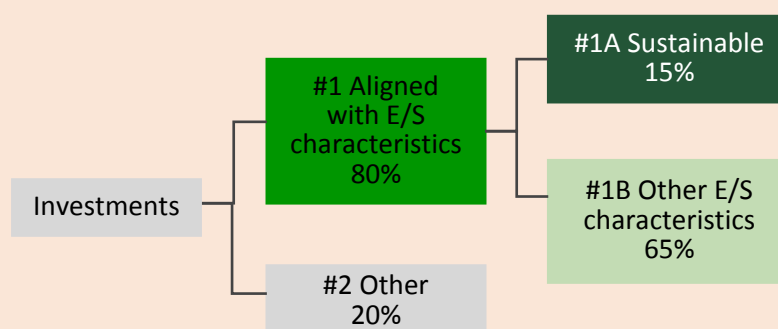 Investments
#1 Aligned
with E/S
characteristics
80%
#2 Other
20%
#1A Sustainable
15%
#1B Other E/S
characteristics
65%